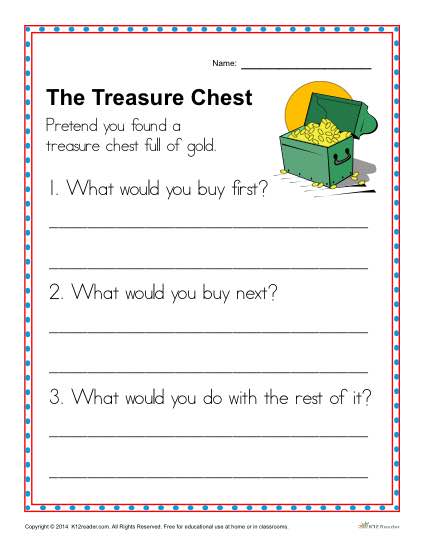 Name:
The Treasure Chest
Pretend you found a
treasure chest full of gold.
1. What would you buy first?
2. What would you buy next?
3. What would you do with the rest of it?
Copyright © 2014 K12reader.com. All Rights Reserved. Free for educational use at home or in classrooms.
K12 Reader